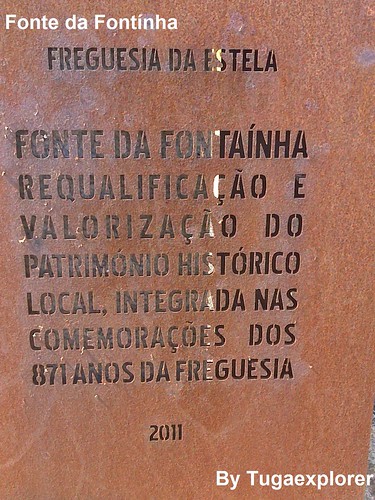 Fonte da Fontínha
FREGUESIA DA ESTELA
FONTE DA FONTAÍNHA
REQUALIFICAÇÃO E
VALORIZAÇÃO DO
PATRIMÓNIO HISTÓRICO
LOCAL, INTEGRADA NAS
COMEMORAÇÕES DOS
871 ANOS DA FREGUESIA
2011
By Tugaexplorer